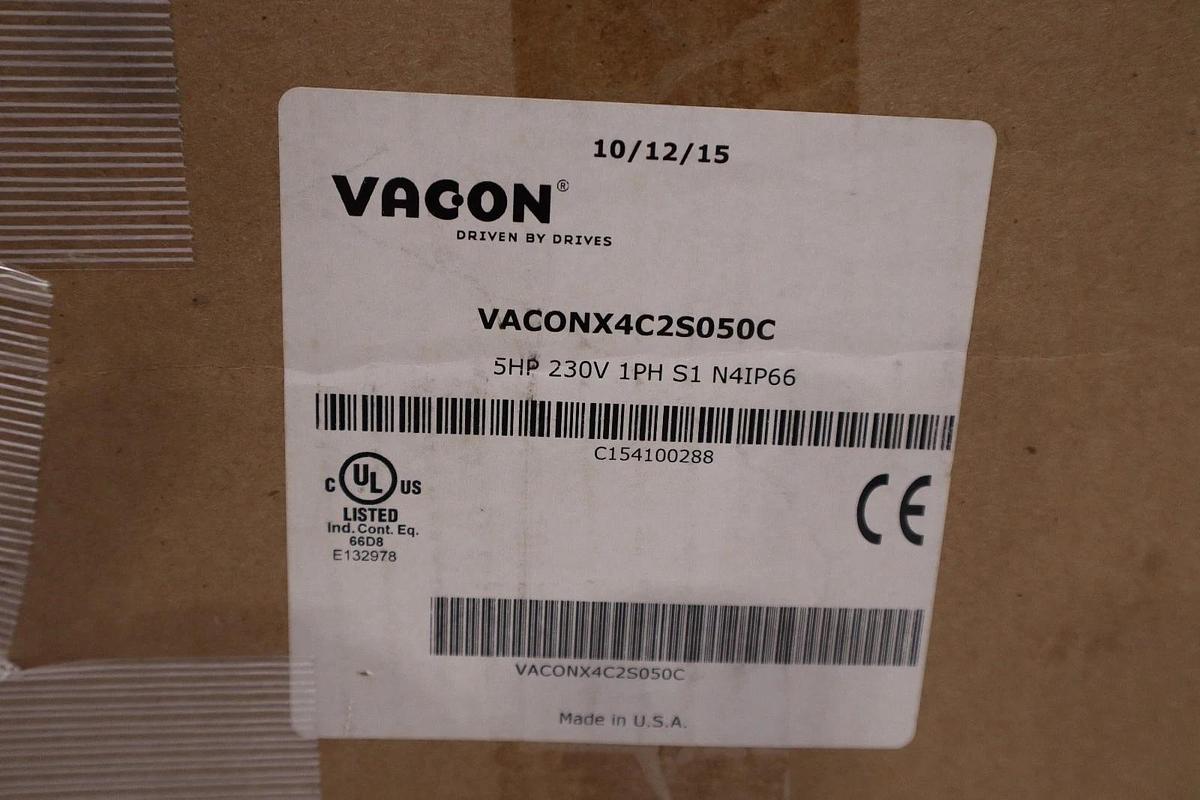 10/12/15
VACON®
DRIVEN BY DRIVES
VACONX4C2S050C
5HP 230V 1PH S1 N4IP66
C154100288
C UL US
LISTED
Ind. Cont. Eq.
66D8
E132978
CE
VACONX4C2S050C
Made in U.S.A.